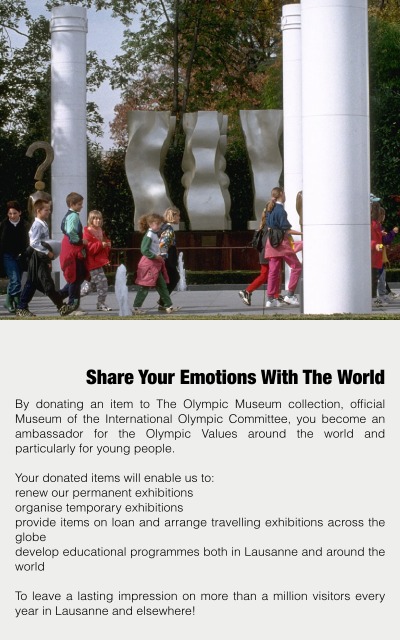 Share Your Emotions With The World
By donating an item to The Olympic Museum collection, official
Museum of the International Olympic Committee, you become an
ambassador for the Olympic Values around the world and
particularly for young people.
Your donated items will enable us to:
renew our permanent exhibitions
organise temporary exhibitions
provide items on loan and arrange travelling exhibitions across the
globe
develop educational programmes both in Lausanne and around the
world
To leave a lasting impression on more than a million visitors every
year in Lausanne and elsewhere!